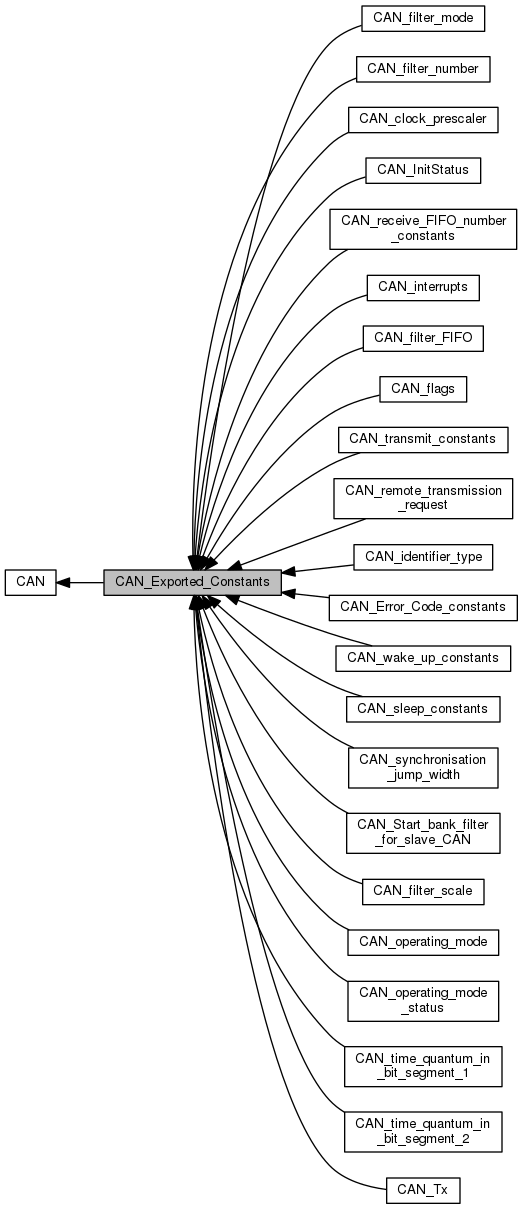 CAN_filter_mode
CAN_filter_number
CAN_clock_prescaler
CAN_InitStatus
CAN_receive_FIFO_number
_constants
CAN_interrupts
CAN_filter_FIFO
CAN_flags
CAN_transmit_constants
CAN_remote_transmission
_request
CAN_identifier_type
CAN
CAN_Exported_Constants
CAN_Error_Code_constants
CAN_wake_up_constants
CAN_sleep_constants
CAN_synchronisation
_jump_width
CAN_Start_bank_filter
_for_slave_CAN
CAN_filter_scale
CAN_operating_mode
CAN_operating_mode
_status
CAN_time_quantum_in
_bit_segment_1
CAN_time_quantum_in
_bit_segment_2
CAN_Tx